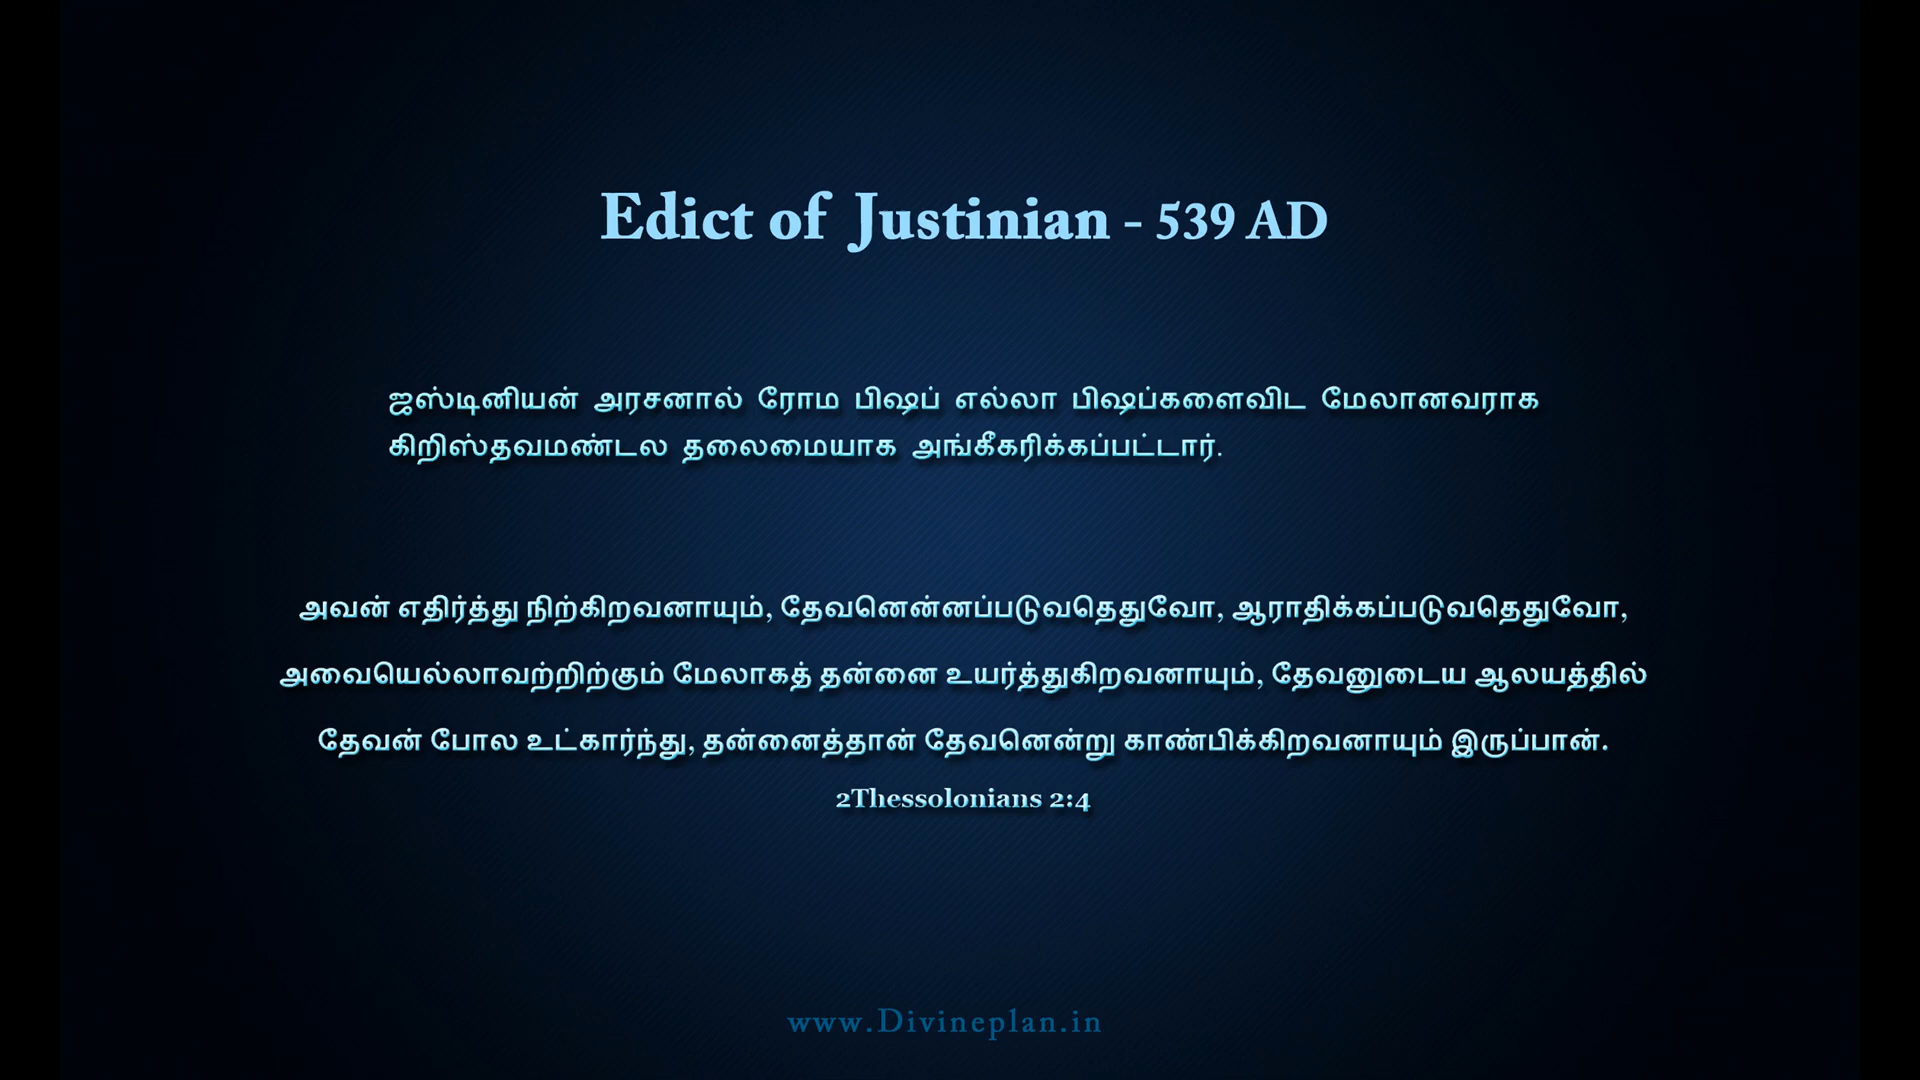 Edict of Justinian - 539 AD
ஜஸ்டினியன் அரசனால் ரோம பிஷப் எல்லா பிஷப்களைவிட மேலானவராக
கிறிஸ்தவமண்டல தலைமையாக அங்கீகரிக்கப்பட்டார்.
அவன் எதிர்த்து நிற்கிறவனாயும், தேவனென்னப்படுவதெதுவோ, ஆராதிக்கப்படுவதெதுவோ,
அவையெல்லாவற்றிற்கும் மேலாகத் தன்னை உயர்த்துகிறவனாயும், தேவனுடைய ஆலயத்தில்
தேவன் போல உட்கார்ந்து, தன்னைத்தான் தேவனென்று காண்பிக்கிறவனாயும் இருப்பான்.
2Thessolonians 2:4
www.Divineplan.in